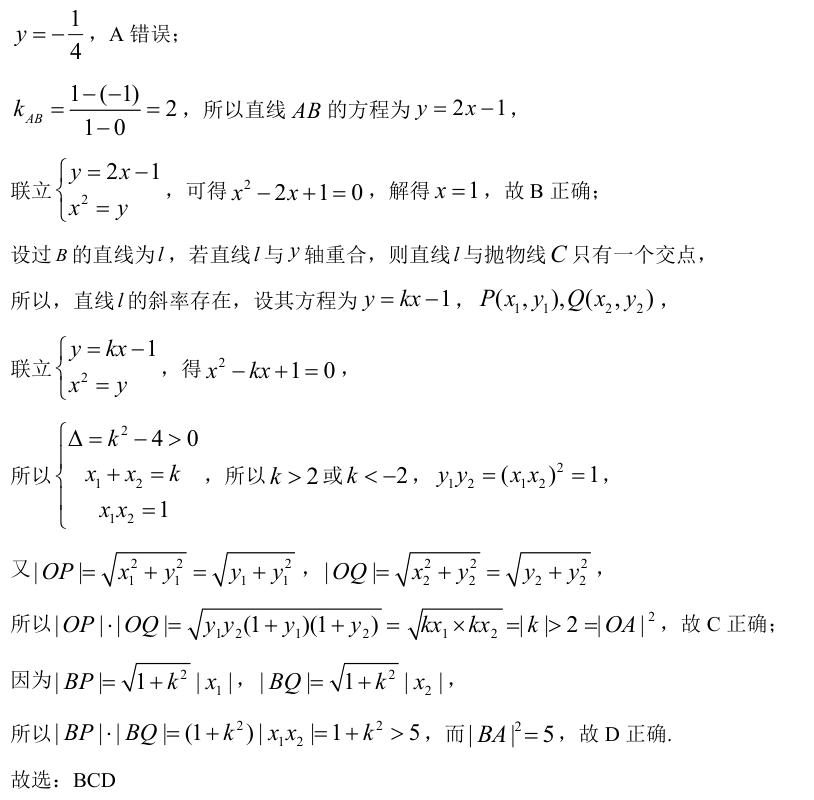 y = -\frac{1}{4}，A 错误；
k_{AB} = \frac{1-(-1)}{1-0} = 2，所以直线 AB 的方程为 y = 2x-1，
联立 \begin{cases} y = 2x-1 \\ x^2 = y \end{cases}，可得 x^2 - 2x + 1 = 0，解得 x = 1，故 B 正确；
设过 B 的直线为 l，若直线 l 与 y 轴重合，则直线 l 与抛物线 C 只有一个交点，
所以，直线 l 的斜率存在，设其方程为 y = kx-1，P(x_1, y_1), Q(x_2, y_2)，
联立 \begin{cases} y = kx-1 \\ x^2 = y \end{cases}，得 x^2 - kx + 1 = 0，
所以 \begin{cases} \Delta = k^2 - 4 > 0 \\ x_1 + x_2 = k \\ x_1x_2 = 1 \end{cases}，所以 k > 2 或 k < -2，y_1y_2 = (x_1x_2)^2 = 1，
又 |OP| = \sqrt{x_1^2 + y_1^2} = \sqrt{y_1 + y_1^2}，|OQ| = \sqrt{x_2^2 + y_2^2} = \sqrt{y_2 + y_2^2}，
所以 |OP|·|OQ| = \sqrt{y_1y_2(1+y_1)(1+y_2)} = \sqrt{kx_1 × kx_2} = |k| > 2 = |OA|^2，故 C 正确；
因为 |BP| = \sqrt{1+k^2} |x_1|，|BQ| = \sqrt{1+k^2} |x_2|，
所以 |BP|·|BQ| = (1+k^2)|x_1x_2| = 1+k^2 > 5，而 |BA|^2 = 5，故 D 正确.
故选：BCD